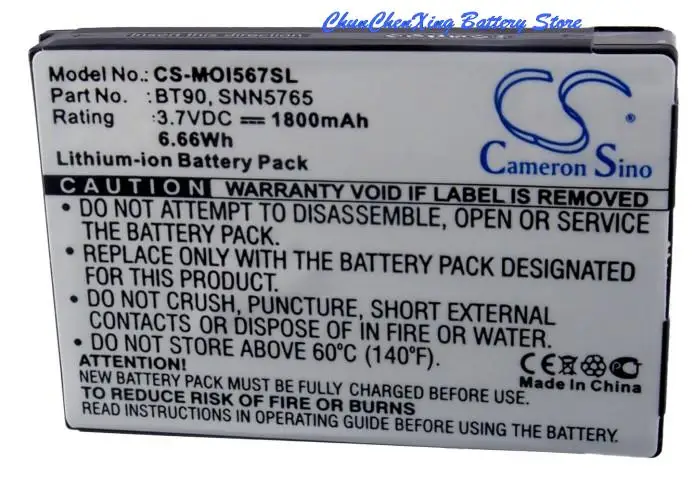 ChunChenXing Battery Store
Model No.: CS-MOI567SL
Part No.: BT90, SNN5765
Rating : 3.7VDC 1800mAh
6.66Wh
Lithium-ion Battery Pack
CS
®
Cameron Sino
CAUTION WARRANTY VOID IF LABEL IS REMOVED
• DO NOT ATTEMPT TO DISASSEMBLE, OPEN OR SERVICE
THE BATTERY PACK.
• REPLACE ONLY WITH THE BATTERY PACK DESIGNATED
FOR THIS PRODUCT.
• DO NOT CRUSH, PUNCTURE, SHORT EXTERNAL
CONTACTS OR DISPOSE OF IN FIRE OR WATER.
• DO NOT STORE ABOVE 60°C (140°F).
CE
Made In China
ATTENTION!
NEW BATTERY PACK MUST BE FULLY CHARGED BEFORE USE.
TO REDUCE RISK OF FIRE OR BURNS
READ INSTRUCTIONS IN OPERATING GUIDE BEFORE USING BATTERY.